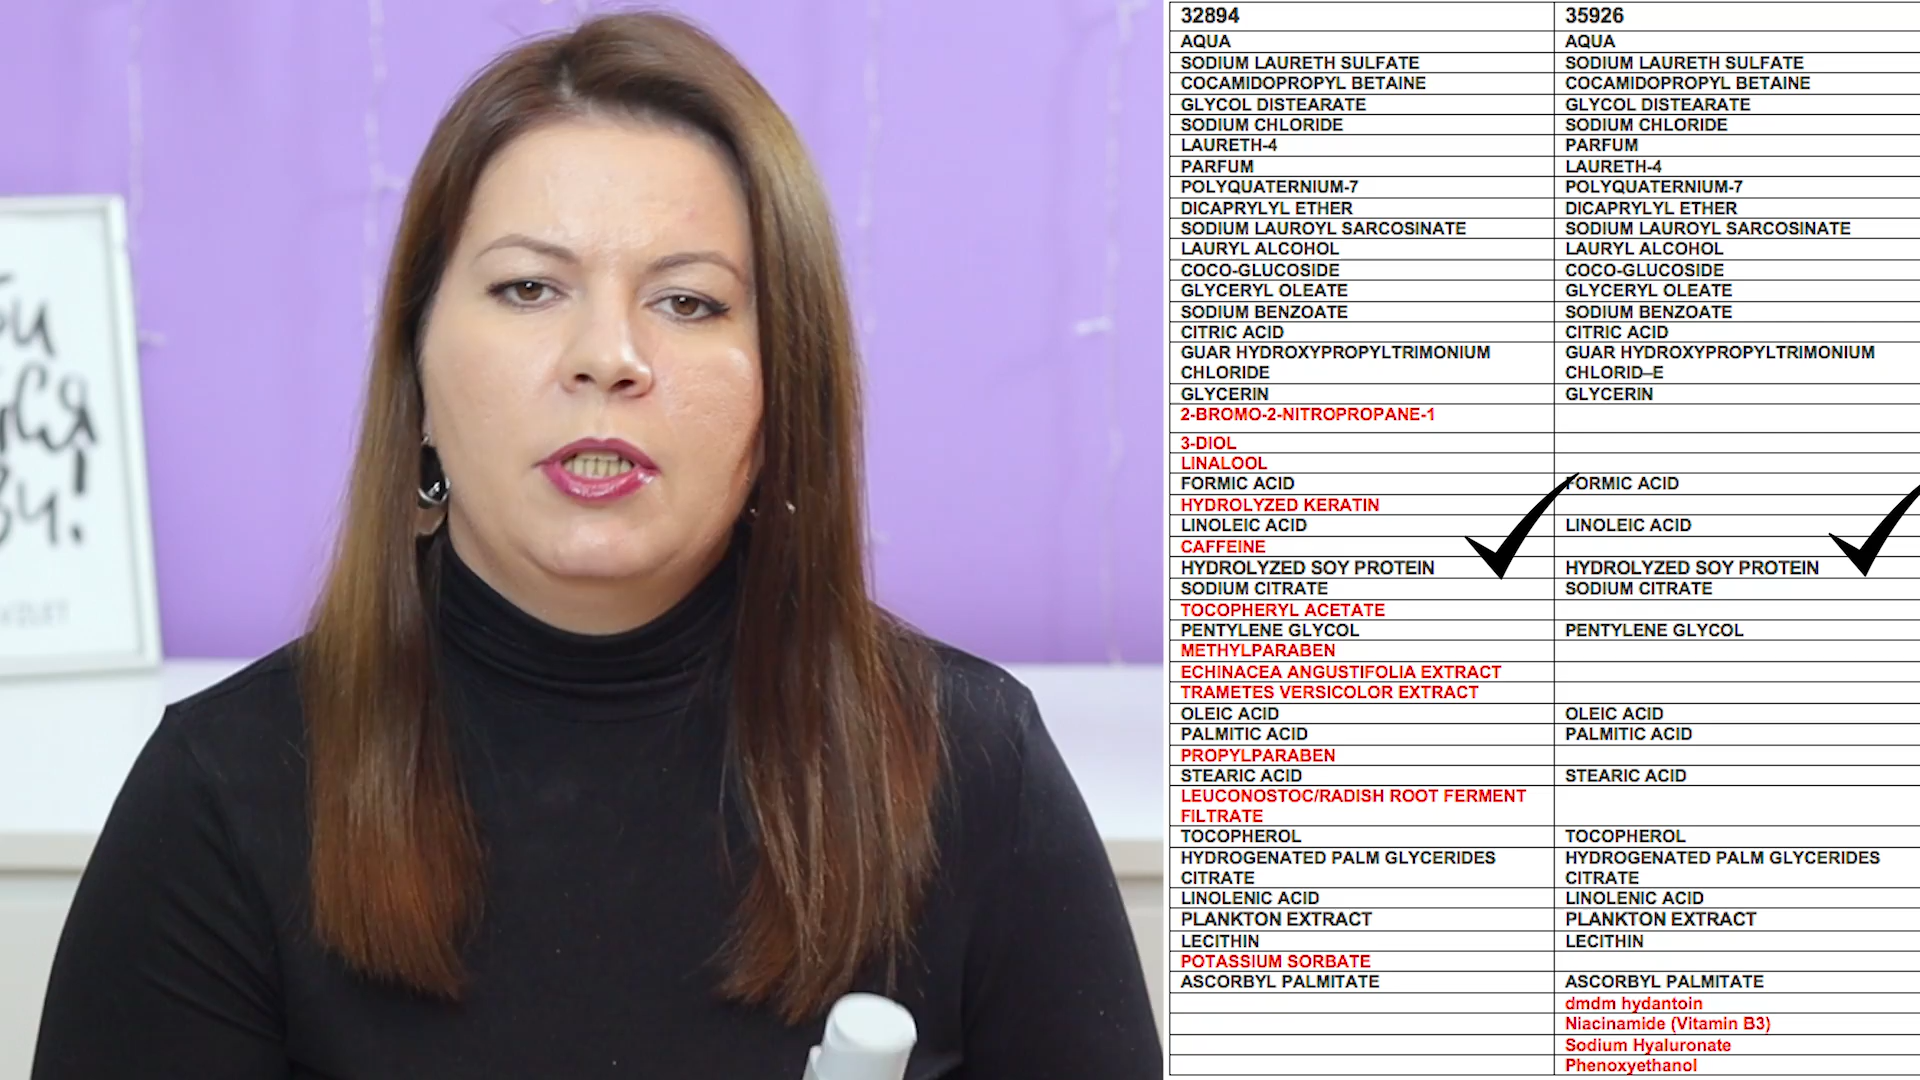 32894 35926
AQUA AQUA
SODIUM LAURETH SULFATE SODIUM LAURETH SULFATE
COCAMIDOPROPYL BETAINE COCAMIDOPROPYL BETAINE
GLYCOL DISTEARATE GLYCOL DISTEARATE
SODIUM CHLORIDE SODIUM CHLORIDE
LAURETH-4 PARFUM
PARFUM LAURETH-4
POLYQUATERNIUM-7 POLYQUATERNIUM-7
DICAPRYLYL ETHER DICAPRYLYL ETHER
SODIUM LAUROYL SARCOSINATE SODIUM LAUROYL SARCOSINATE
LAURYL ALCOHOL LAURYL ALCOHOL
COCO-GLUCOSIDE COCO-GLUCOSIDE
GLYCERYL OLEATE GLYCERYL OLEATE
SODIUM BENZOATE SODIUM BENZOATE
CITRIC ACID CITRIC ACID
GUAR HYDROXYPROPYLTRIMONIUM GUAR HYDROXYPROPYLTRIMONIUM
CHLORIDE CHLORID–E
GLYCERIN GLYCERIN
2-BROMO-2-NITROPROPANE-1
3-DIOL
LINALOOL
FORMIC ACID FORMIC ACID
HYDROLYZED KERATIN
LINOLEIC ACID LINOLEIC ACID
CAFFEINE
HYDROLYZED SOY PROTEIN HYDROLYZED SOY PROTEIN
SODIUM CITRATE SODIUM CITRATE
TOCOPHERYL ACETATE
PENTYLENE GLYCOL PENTYLENE GLYCOL
METHYLPARABEN
ECHINACEA ANGUSTIFOLIA EXTRACT
TRAMETES VERSICOLOR EXTRACT
OLEIC ACID OLEIC ACID
PALMITIC ACID PALMITIC ACID
PROPYLPARABEN
STEARIC ACID STEARIC ACID
LEUCONOSTOC/RADISH ROOT FERMENT
FILTRATE
TOCOPHEROL TOCOPHEROL
HYDROGENATED PALM GLYCERIDES HYDROGENATED PALM GLYCERIDES
CITRATE CITRATE
LINOLENIC ACID LINOLENIC ACID
PLANKTON EXTRACT PLANKTON EXTRACT
LECITHIN LECITHIN
POTASSIUM SORBATE
ASCORBYL PALMITATE ASCORBYL PALMITATE
dmdm hydantoin
Niacinamide (Vitamin B3)
Sodium Hyaluronate
Phenoxyethanol